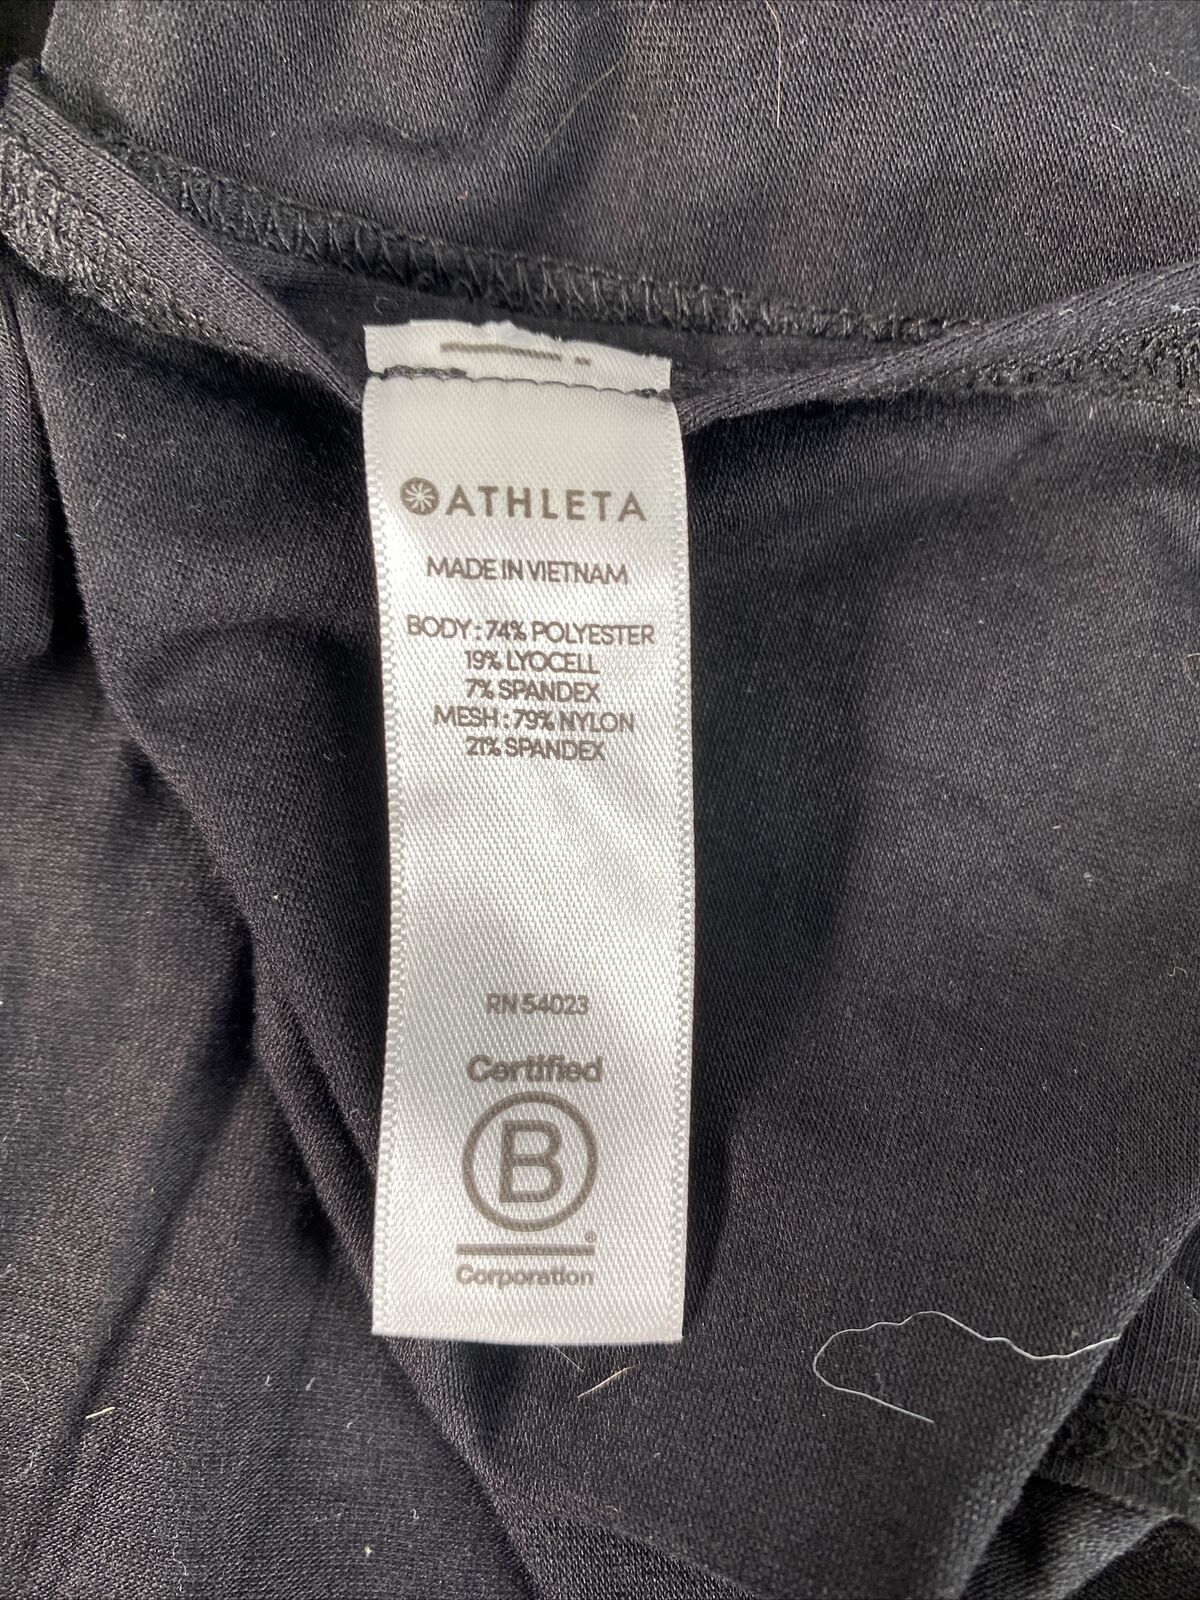 ATHLETA
MADE IN VIETNAM
BODY : 74% POLYESTER
19% LYOCELL
7% SPANDEX
MESH : 79% NYLON
21% SPANDEX
RN 54023
Certified
B
®
Corporation